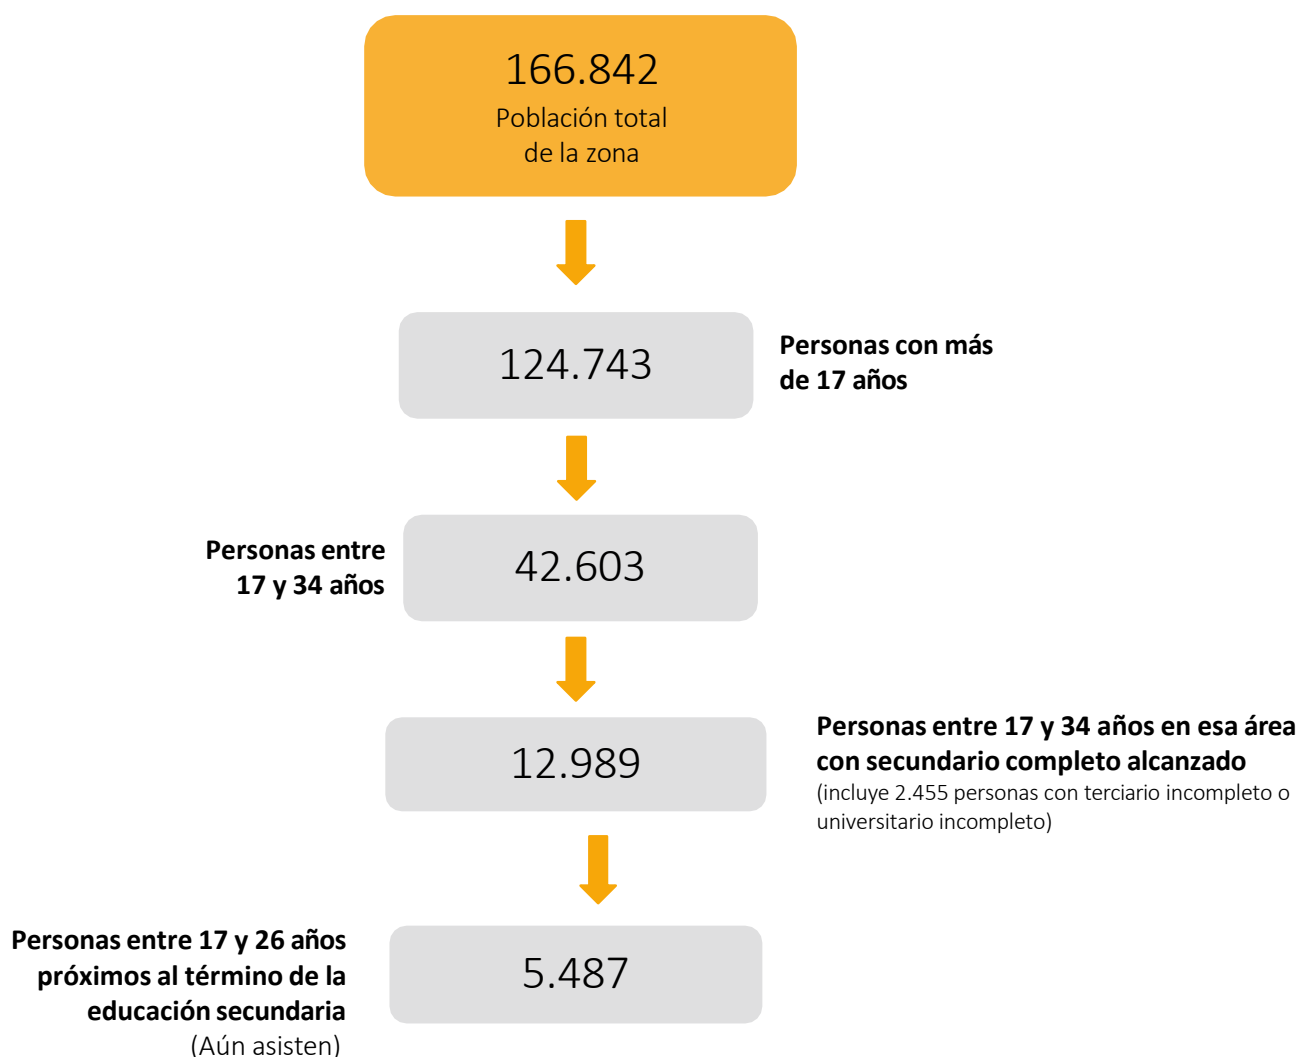 166.842
Población total
de la zona
124.743
Personas con más
de 17 años
Personas entre
17 y 34 años
42.603
12.989
Personas entre 17 y 34 años en esa área
con secundario completo alcanzado
(incluye 2.455 personas con terciario incompleto o
universitario incompleto)
Personas entre 17 y 26 años
próximos al término de la
educación secundaria
(Aún asisten)
5.487